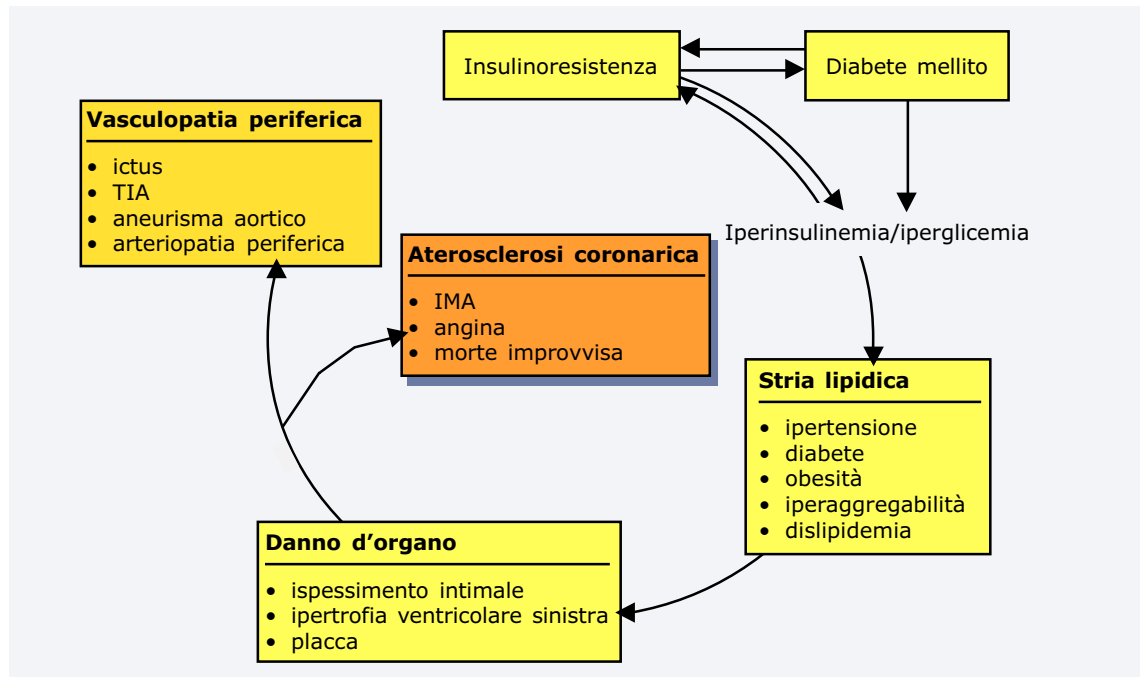 Insulinoresistenza
Diabete mellito
Vasculopatia periferica
• ictus
• TIA
• aneurisma aortico
• arteriopatia periferica
Iperinsulinemia/iperglicemia
Aterosclerosi coronarica
• IMA
• angina
• morte improvvisa
Stria lipidica
• ipertensione
• diabete
• obesità
• iperaggregabilità
• dislipidemia
Danno d’organo
• ispessimento intimale
• ipertrofia ventricolare sinistra
• placca